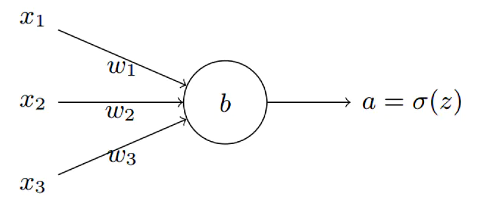 x₁
w₁
x₂
w₂
b
a = σ(z)
w₃
x₃